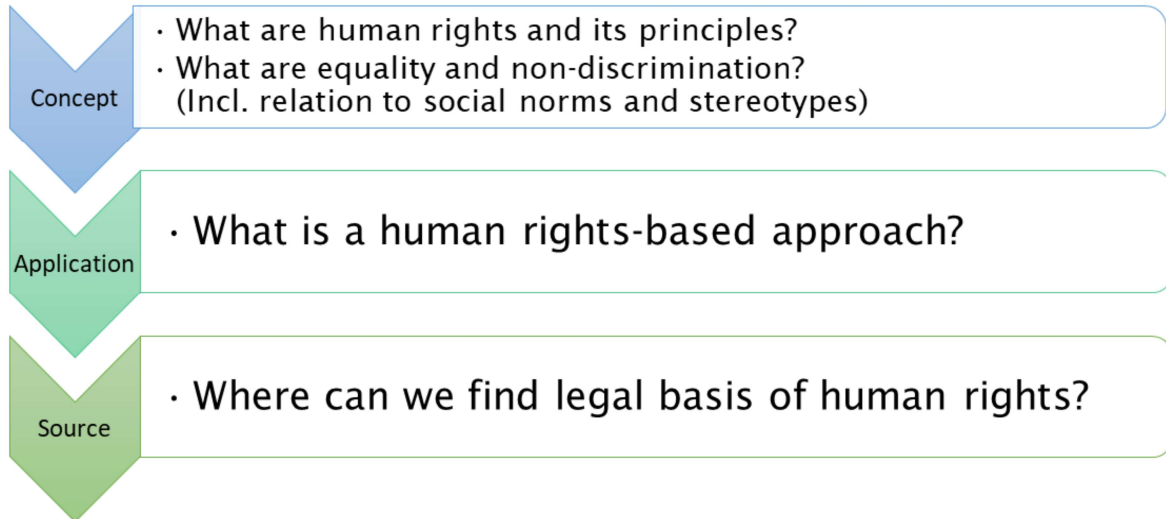 Concept
· What are human rights and its principles?
· What are equality and non-discrimination?
(Incl. relation to social norms and stereotypes)
Application
· What is a human rights-based approach?
Source
· Where can we find legal basis of human rights?